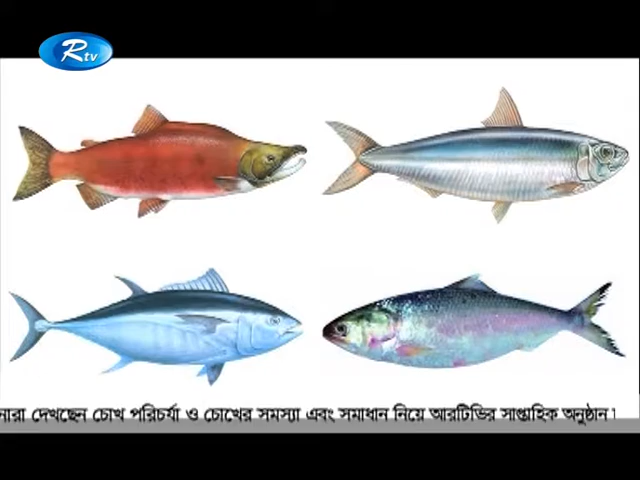 Rtv
নারা দেখছেন চোখ পরিচর্যা ও চোখের সমস্যা এবং সমাধান নিয়ে আরটিভির সাপ্তাহিক অনুষ্ঠান